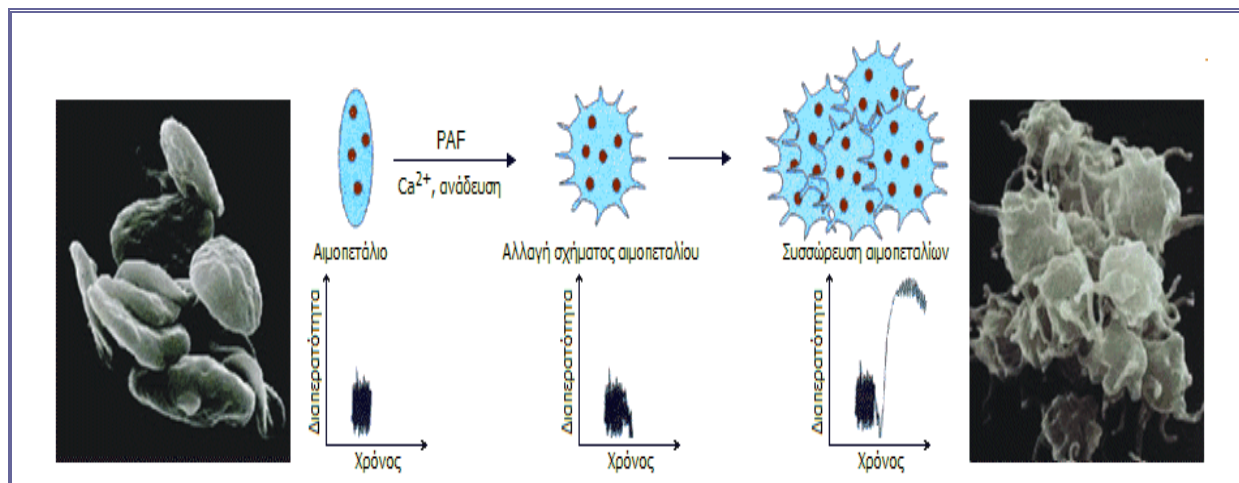 PAF
Ca2+, ανάδευση
Αιμοπετάλιο
Αλλαγή σχήματος αιμοπεταλίου
Συσσώρευση αιμοπεταλίων
Διαπερατότητα
Χρόνος
Διαπερατότητα
Χρόνος
Διαπερατότητα
Χρόνος